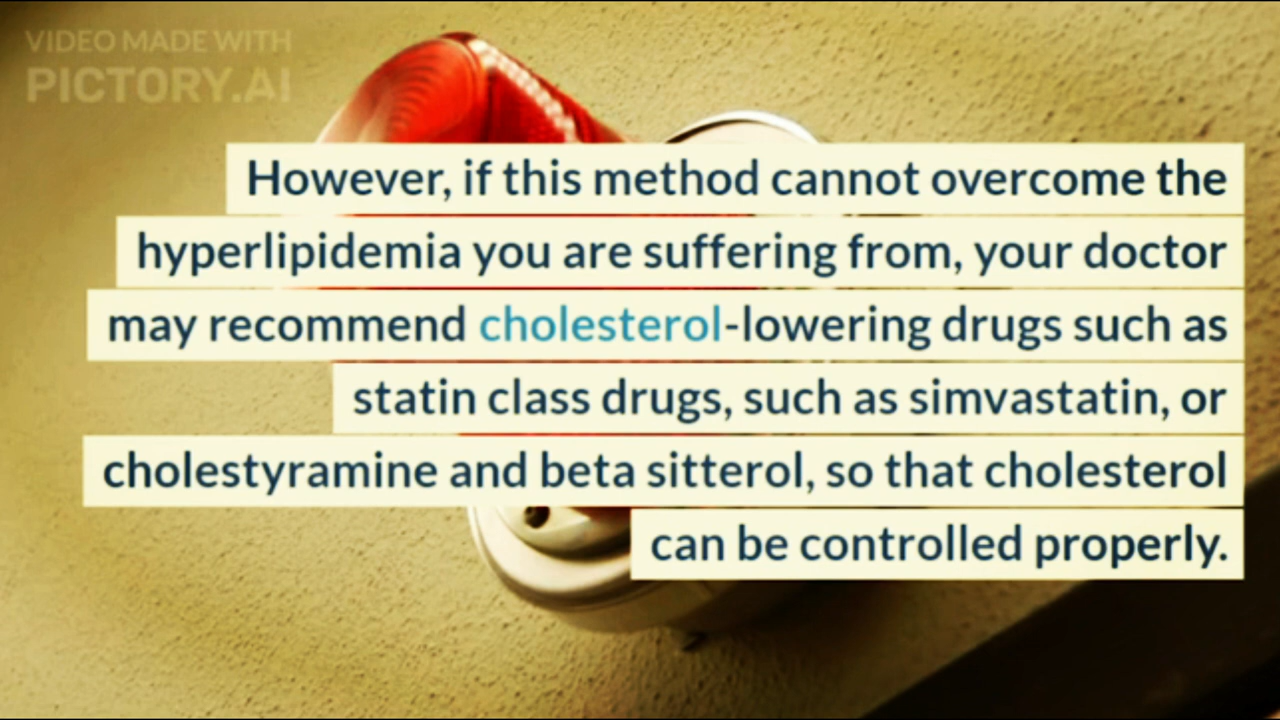 VIDEO MADE WITH
PICTORY.AI
However, if this method cannot overcome the
hyperlipidemia you are suffering from, your doctor
may recommend cholesterol-lowering drugs such as
statin class drugs, such as simvastatin, or
cholestyramine and beta sitterol, so that cholesterol
can be controlled properly.